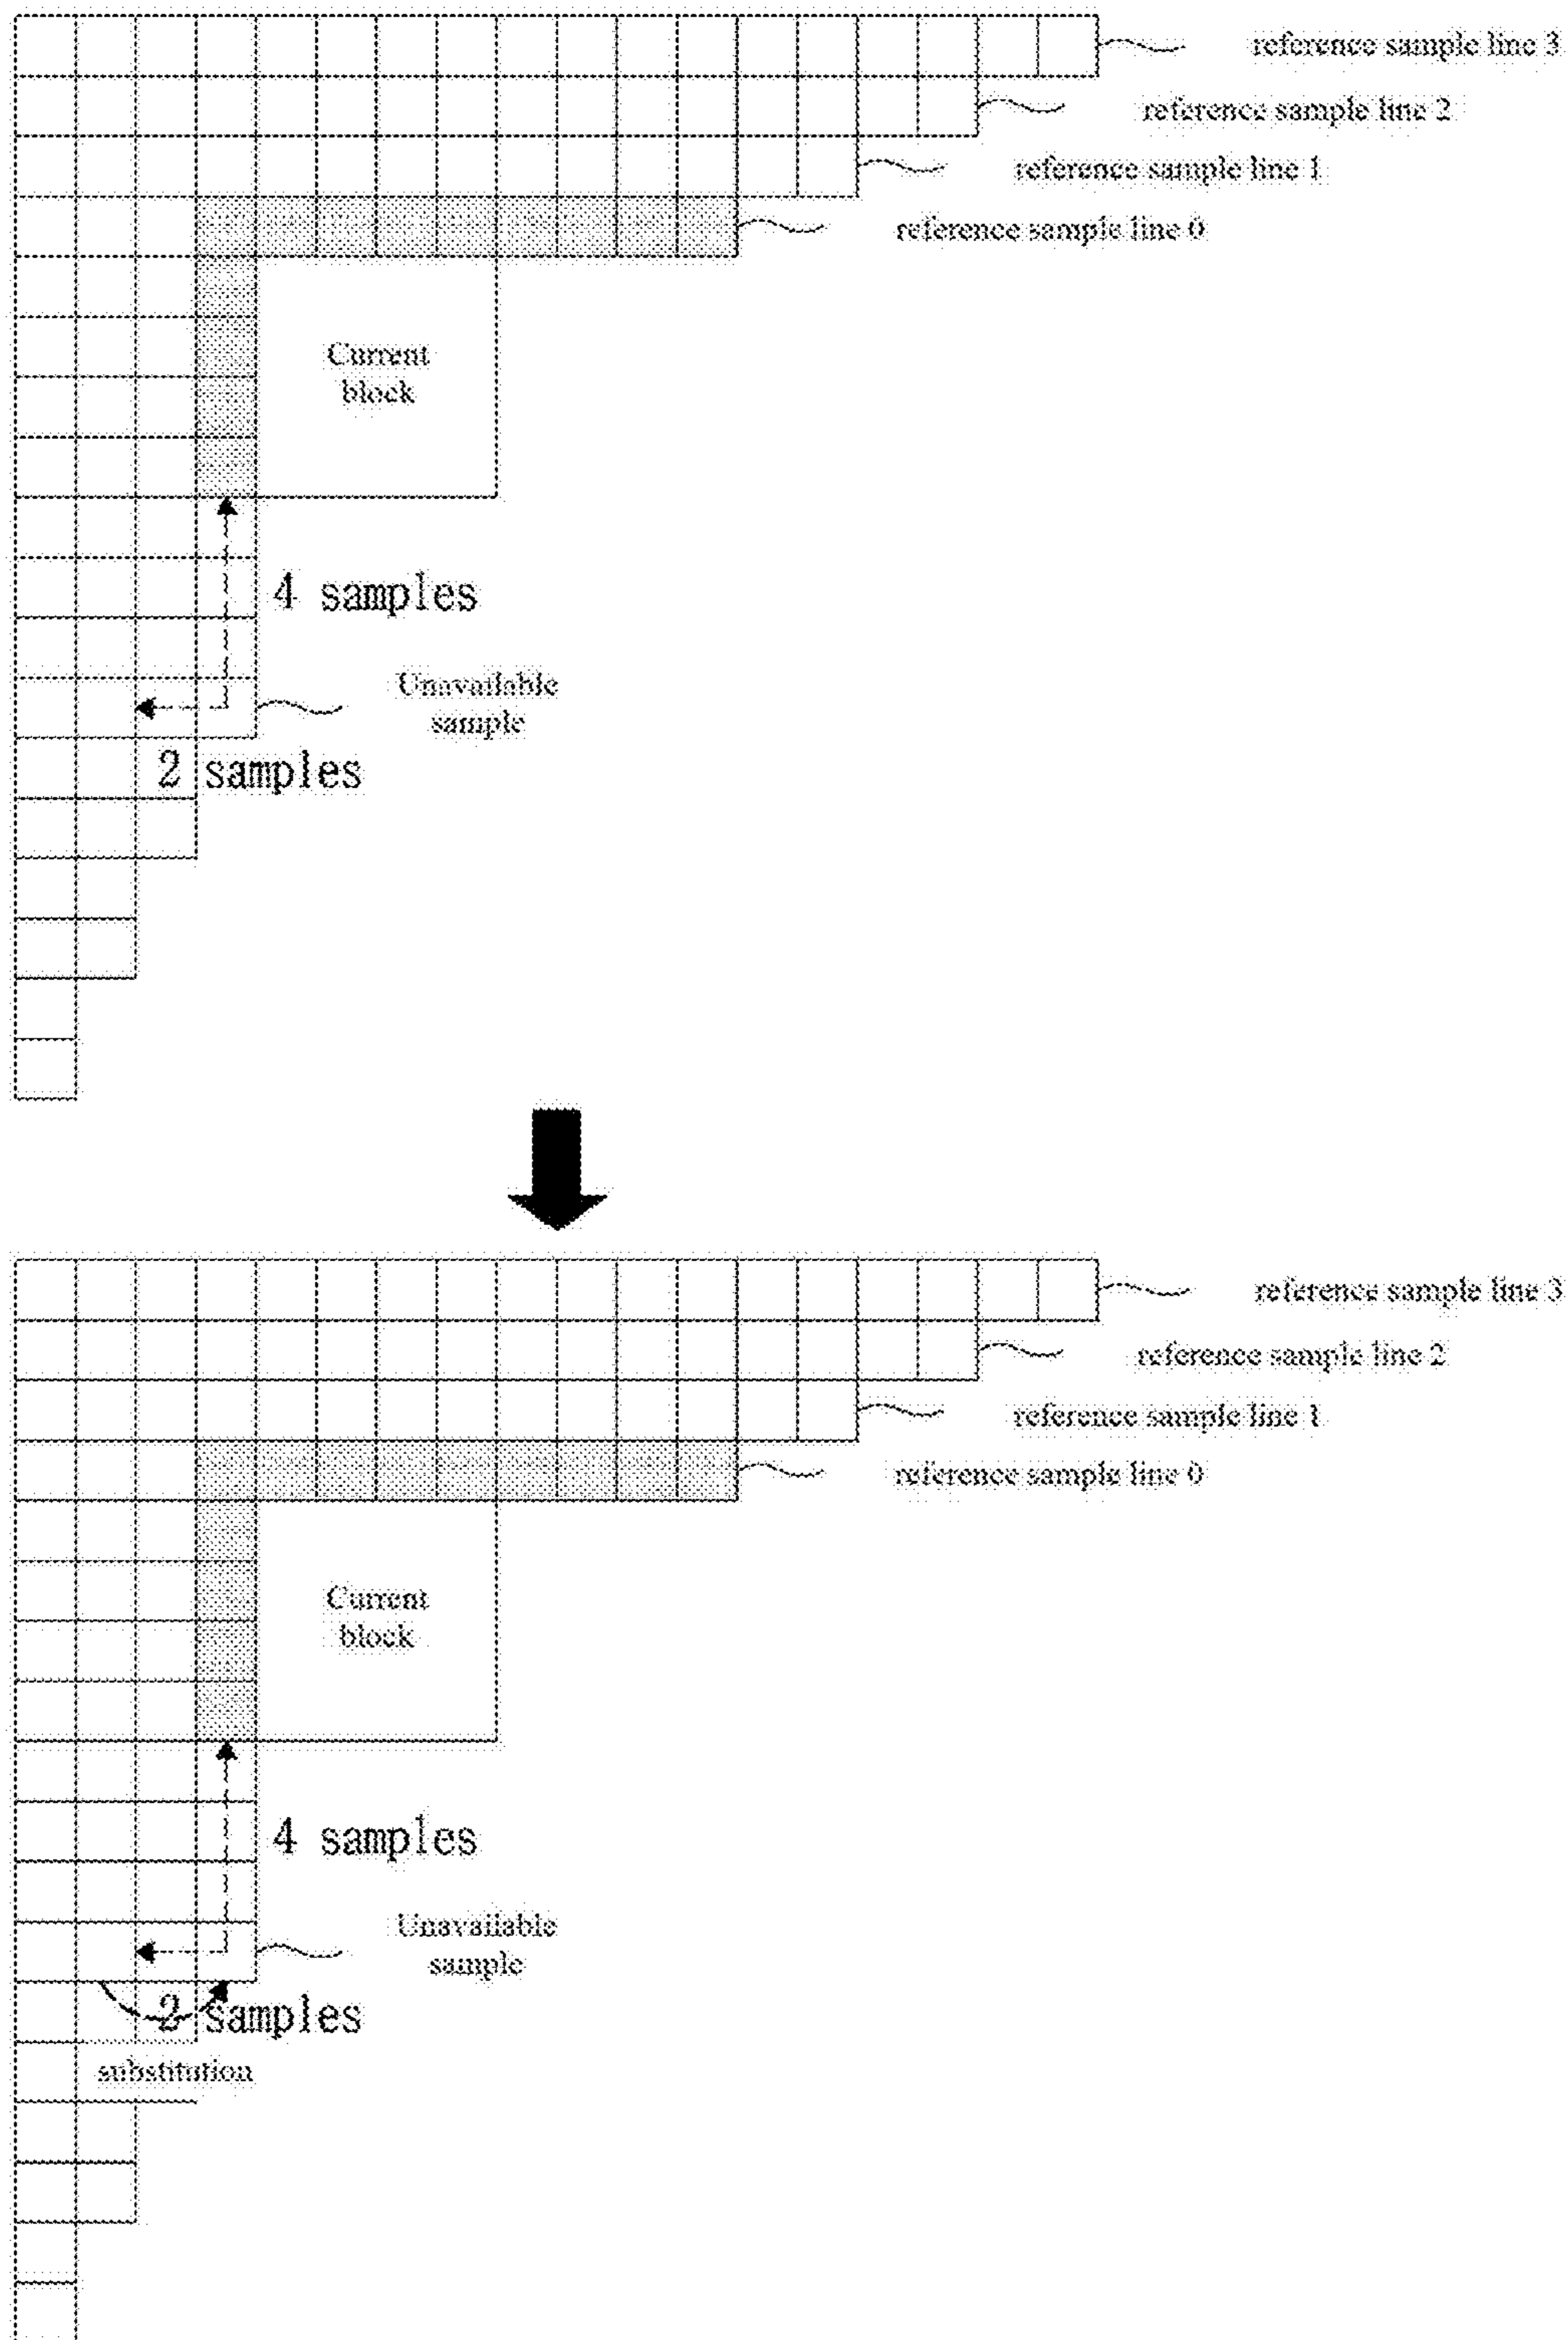 reference sample line 3
reference sample line 2
reference sample line 1
reference sample line 0
Current
block
4 samples
Unavailable
sample
2 samples
reference sample line 3
reference sample line 2
reference sample line 1
reference sample line 0
Current
block
4 samples
Unavailable
sample
2 samples
substitution